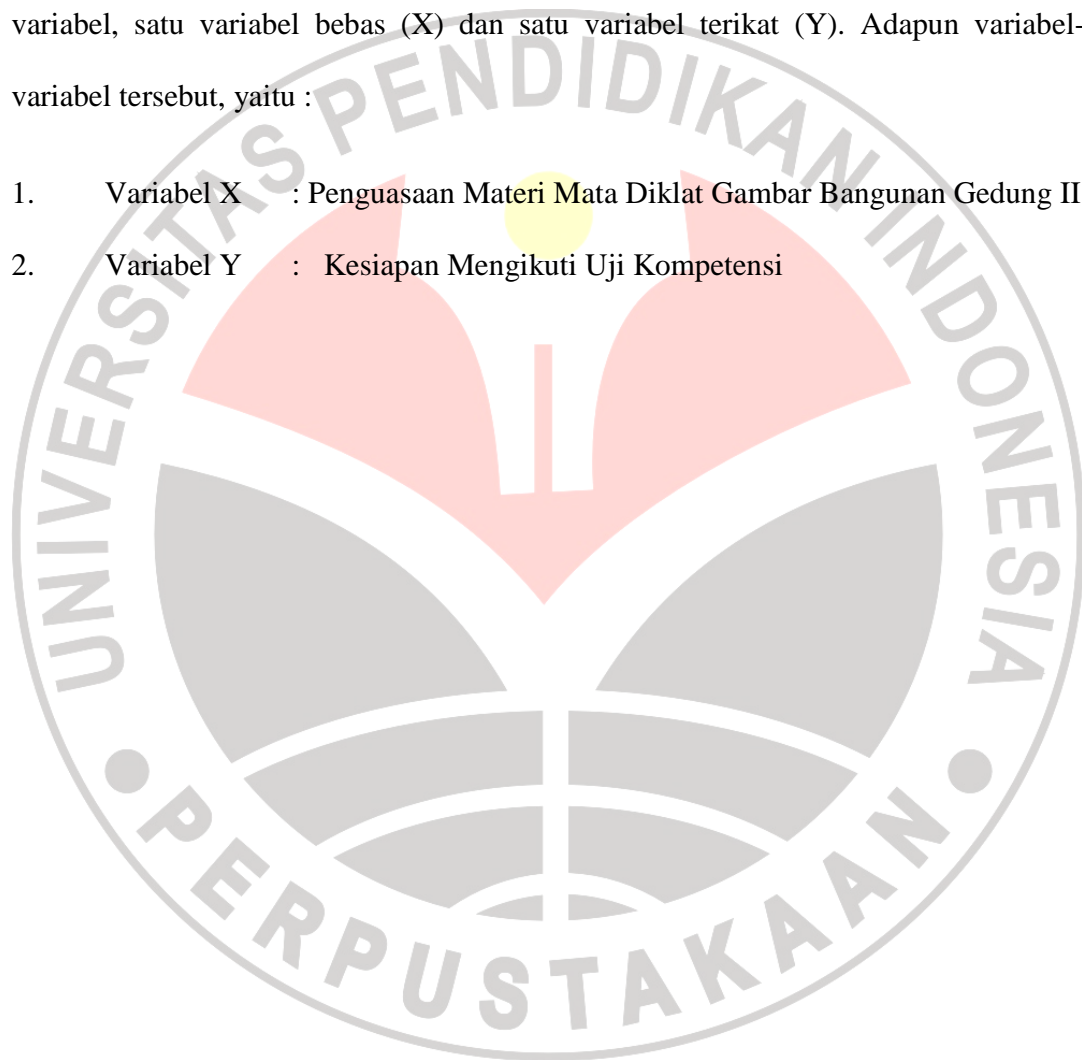 variabel, satu variabel bebas (X) dan satu variabel terikat (Y). Adapun variabel-
variabel tersebut, yaitu :
1. Variabel X : Penguasaan Materi Mata Diklat Gambar Bangunan Gedung II
2. Variabel Y : Kesiapan Mengikuti Uji Kompetensi
UNIVERSITAS PENDIDIKAN INDONESIA
PERPUSTAKAAN